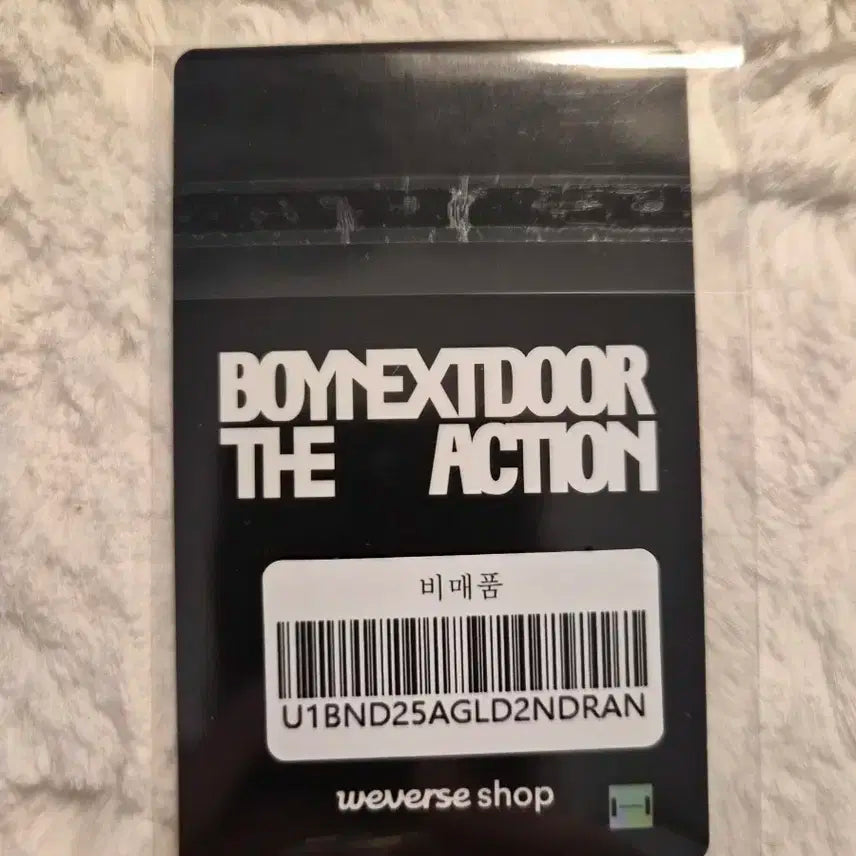 BOYNEXTDOOR
THE ACTION
비매품
U1BND25AGLD2NDRAN
weverse shop